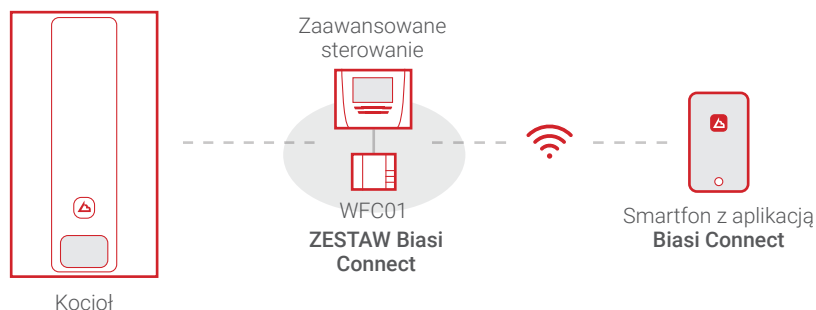 Zaawansowane
sterowanie
WFC01
ZESTAW Biasi
Connect
Smartfon z aplikacją
Biasi Connect
Kocioł